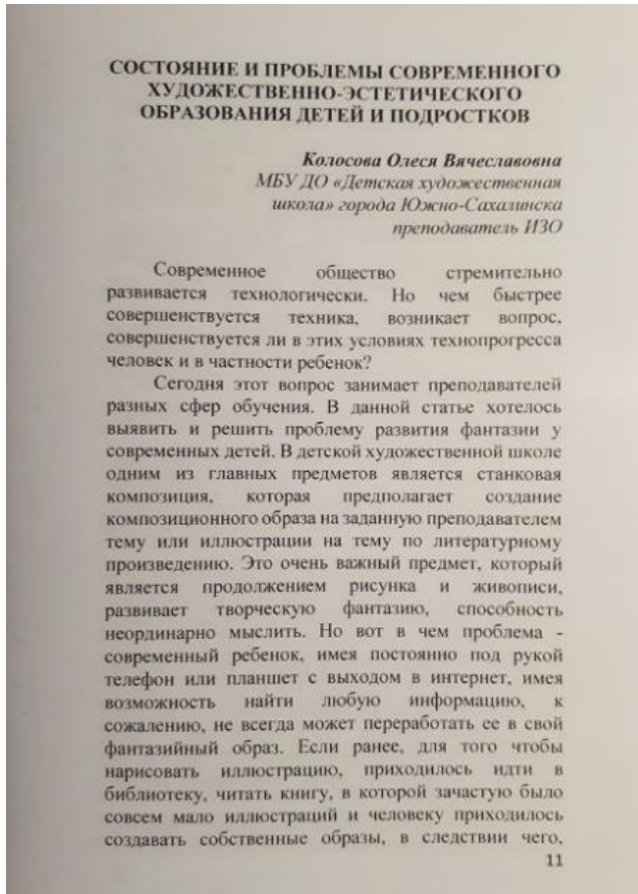 СОСТОЯНИЕ И ПРОБЛЕМЫ СОВРЕМЕННОГО
ХУДОЖЕСТВЕННО-ЭСТЕТИЧЕСКОГО
ОБРАЗОВАНИЯ ДЕТЕЙ И ПОДРОСТКОВ
Колосова Олеся Вячеславовна
МБУ ДО «Детская художественная
школа» города Южно-Сахалинска
преподаватель ИЗО
Современное общество стремительно
развивается технологически. Но чем быстрее
совершенствуется техника, возникает вопрос,
совершенствуется ли в этих условиях технопрогресса
человек и в частности ребенок?
Сегодня этот вопрос занимает преподавателей
разных сфер обучения. В данной статье хотелось
выявить и решить проблему развития фантазии у
современных детей. В детской художественной школе
одним из главных предметов является станковая
композиция, которая предполагает создание
композиционного образа на заданную преподавателем
тему или иллюстрации на тему по литературному
произведению. Это очень важный предмет, который
является продолжением рисунка и живописи,
развивает творческую фантазию, способность
неординарно мыслить. Но вот в чем проблема -
современный ребенок, имея постоянно под рукой
телефон или планшет с выходом в интернет, имея
возможность найти любую информацию, к
сожалению, не всегда может переработать ее в свой
фантазийный образ. Если ранее, для того чтобы
нарисовать иллюстрацию, приходилось идти в
библиотеку, читать книгу, в которой зачастую было
совсем мало иллюстраций и человеку приходилось
создавать собственные образы, в следствии чего,
11